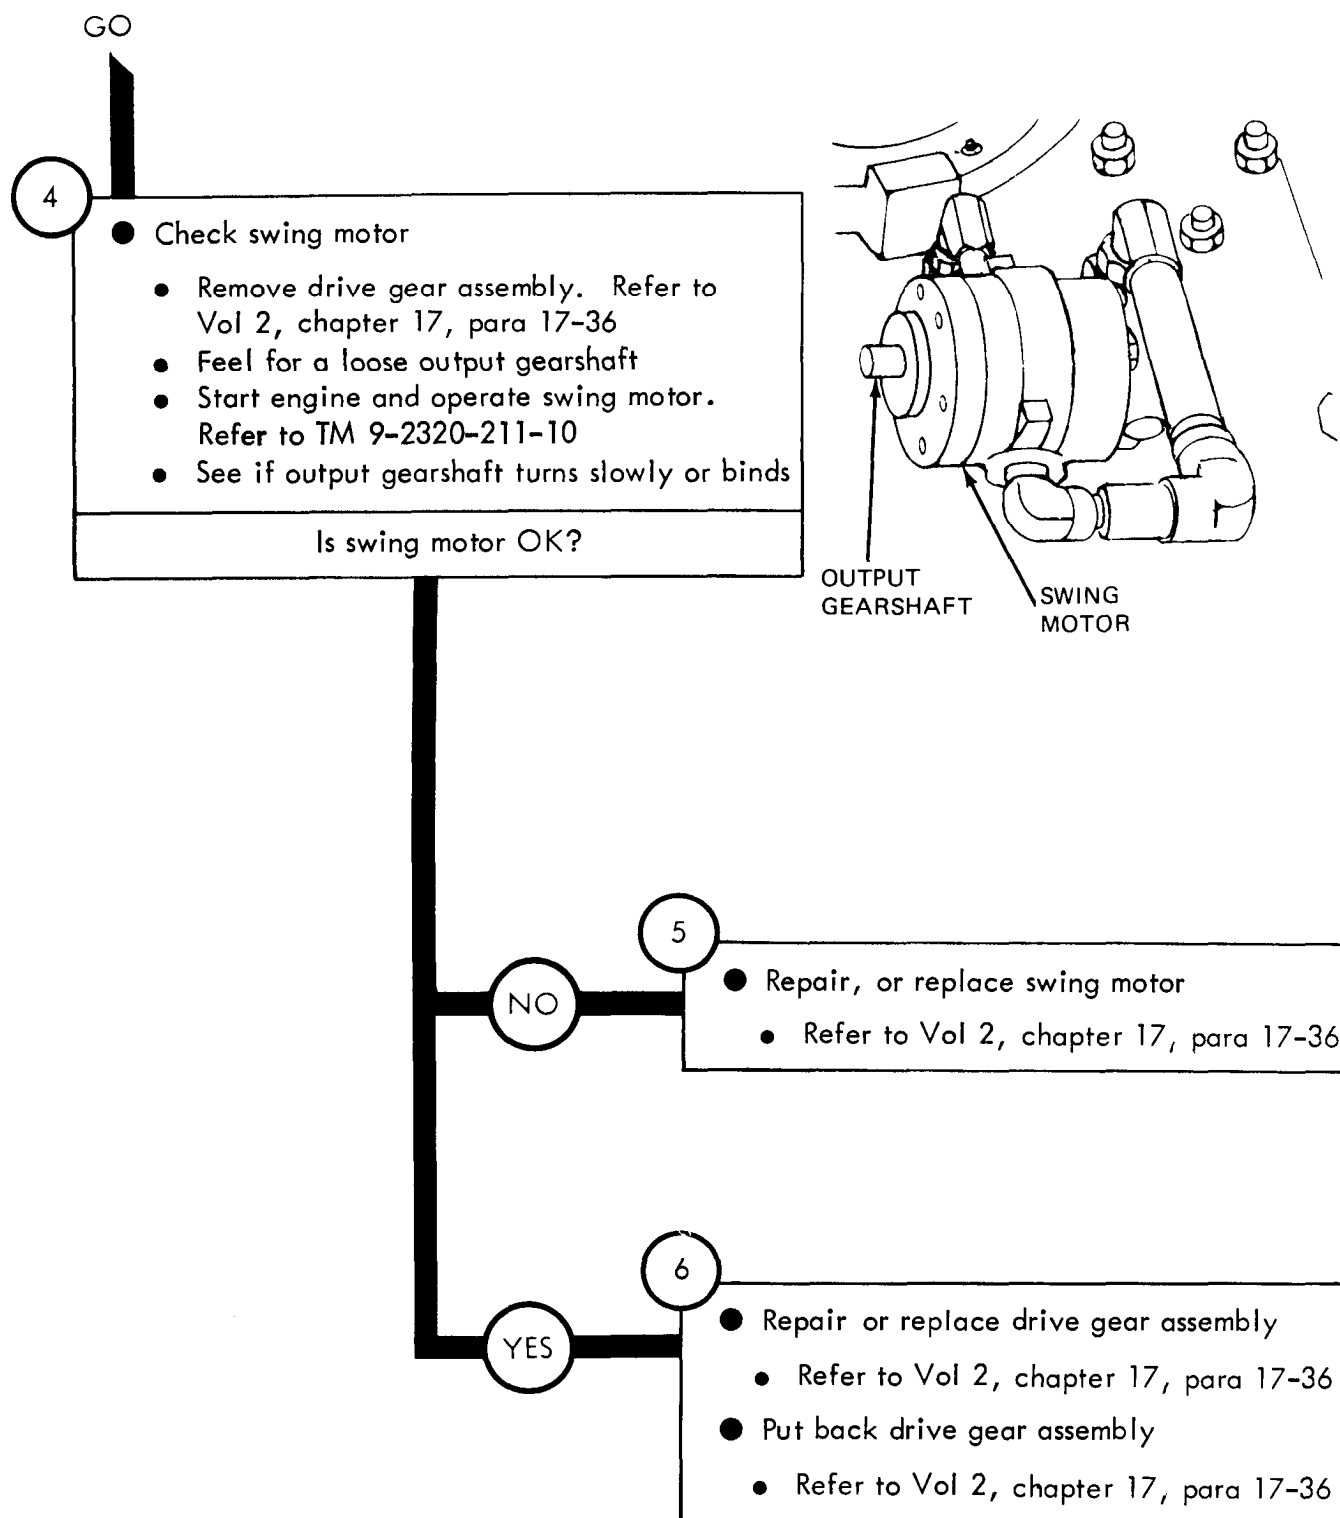 GO
4
● Check swing motor
● Remove drive gear assembly. Refer to
Vol 2, chapter 17, para 17-36
● Feel for a loose output gearshaft
● Start engine and operate swing motor.
Refer to TM 9-2320-211-10
● See if output gearshaft turns slowly or binds
Is swing motor OK?
OUTPUT
GEARSHAFT
SWING
MOTOR
5
NO
● Repair, or replace swing motor
● Refer to Vol 2, chapter 17, para 17-36
6
YES
● Repair or replace drive gear assembly
● Refer to Vol 2, chapter 17, para 17-36
● Put back drive gear assembly
● Refer to Vol 2, chapter 17, para 17-36